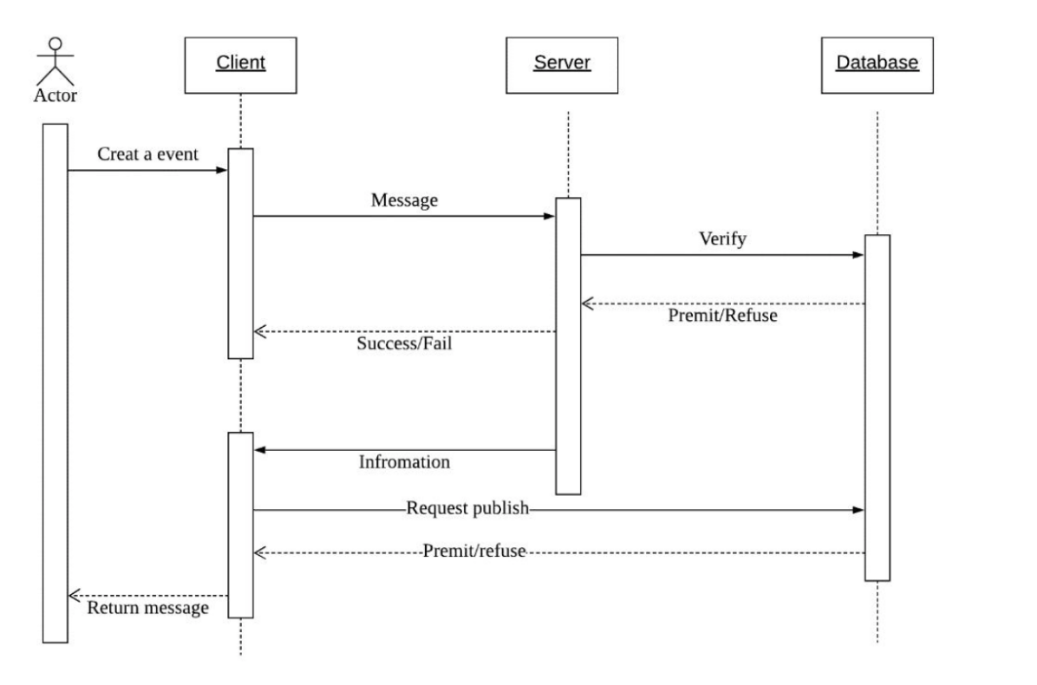 Client
Server
Database
Actor
Creat a event
Message
Verify
Premit/Refuse
Success/Fail
Infromation
Request publish
Premit/refuse
Return message